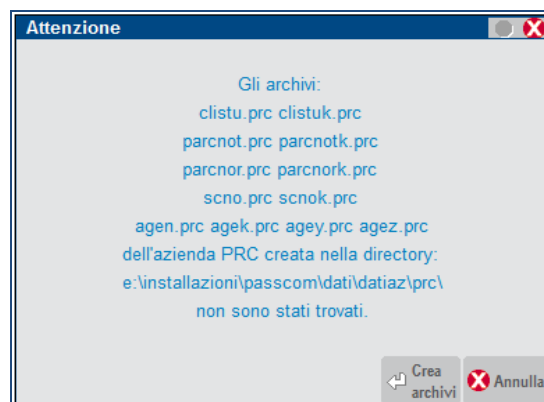 Attenzione
Gli archivi:
clistu.prc clistuk.prc
parcnot.prc parcnotk.prc
parcnor.prc parcnork.prc
scno.prc scnok.prc
agen.prc agek.prc agey.prc agez.prc
dell'azienda PRC creata nella directory:
e:\installazioni\passcom\dati\datiaz\prc\
non sono stati trovati.
Crea
archivi
Annulla